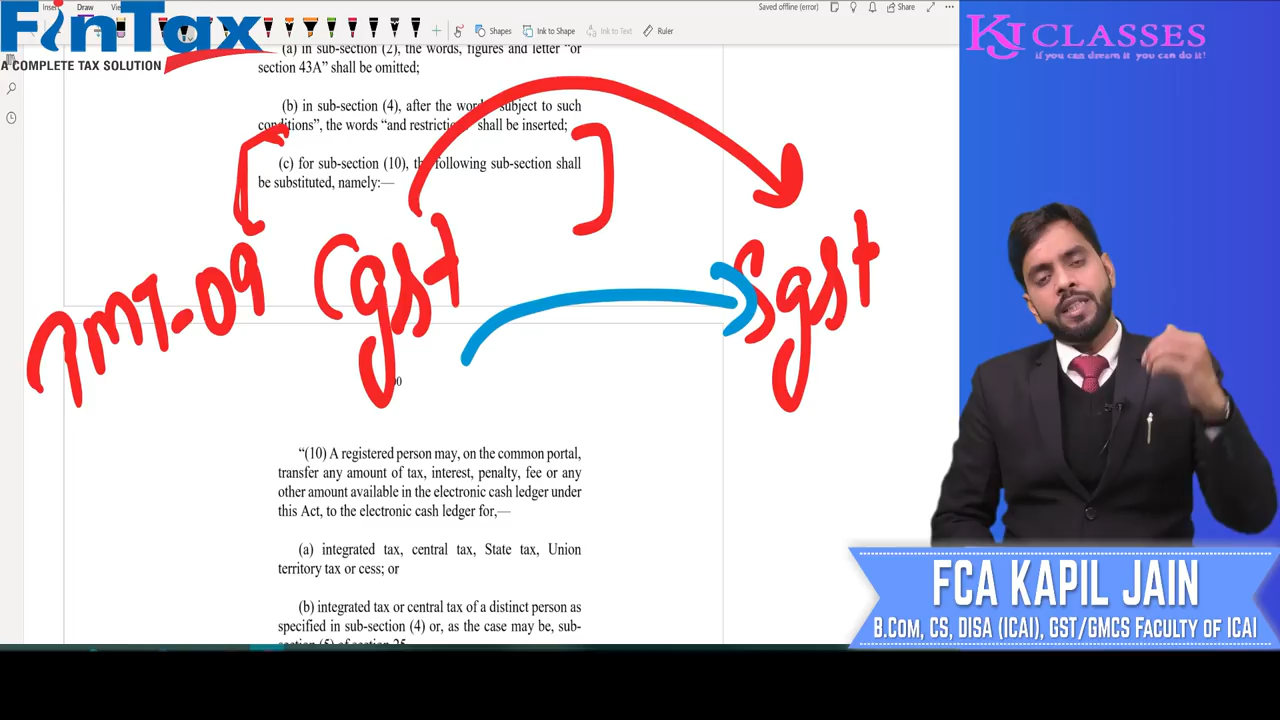 Insert Draw View
Saved offline (error) Share
Shapes Ink to Shape Ink to Text Ruler
FinTax
A COMPLETE TAX SOLUTION
KJ CLASSES
if you can dream it you can do it!
(a) in sub-section (2), the words, figures and letter “or
section 43A” shall be omitted;
(b) in sub-section (4), after the words “subject to such
conditions”, the words “and restrictions” shall be inserted;
(c) for sub-section (10), the following sub-section shall
be substituted, namely:—
PMT-09 Cgst Sgst
“(10) A registered person may, on the common portal,
transfer any amount of tax, interest, penalty, fee or any
other amount available in the electronic cash ledger under
this Act, to the electronic cash ledger for,—
(a) integrated tax, central tax, State tax, Union
territory tax or cess; or
(b) integrated tax or central tax of a distinct person as
specified in sub-section (4) or, as the case may be, sub-
section (5) of section 25
FCA KAPIL JAIN
B.Com, CS, DISA (ICAI), GST/GMCS Faculty of ICAI